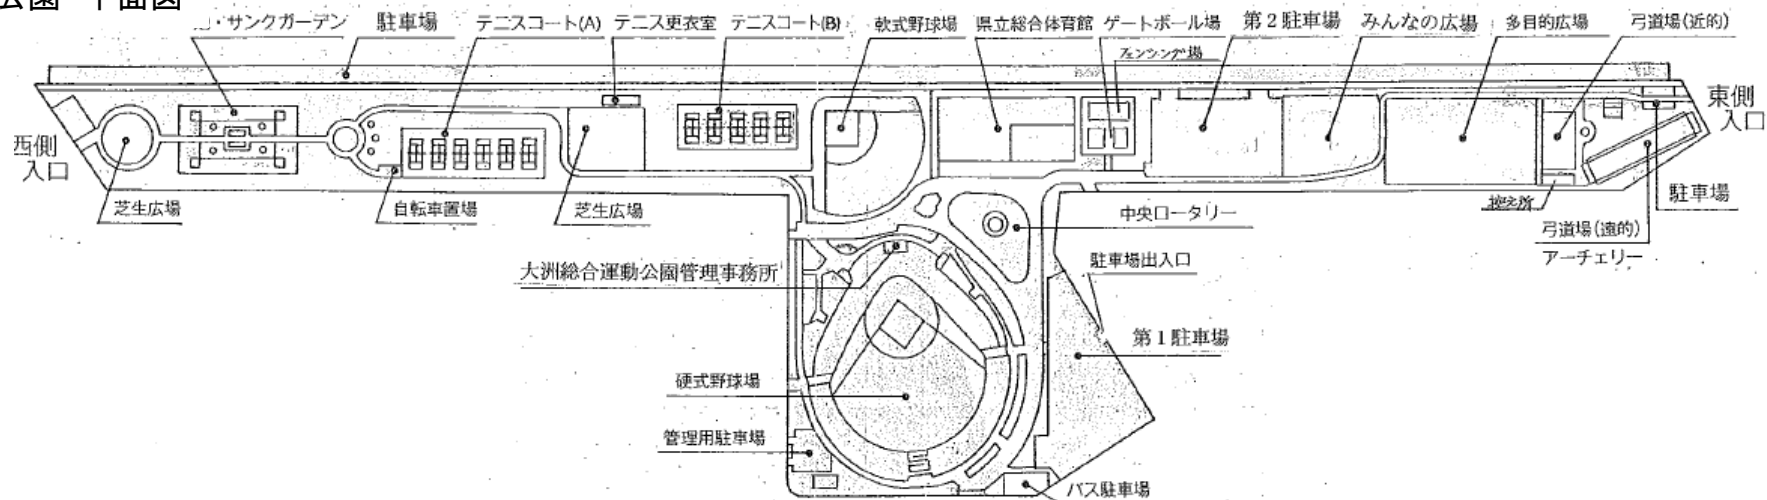 公園 平面図
・サンクガーデン
駐車場
テニスコート(A)
テニス更衣室
テニスコート(B)
軟式野球場
県立総合体育館
ゲートボール場
第2駐車場
みんなの広場
多目的広場
弓道場(近的)
フェンシング場
東側
入口
西側
入口
芝生広場
自転車置場
芝生広場
中央ロータリー
控え所
駐車場
弓道場(遠的)
アーチェリー
大洲総合運動公園管理事務所
駐車場出入口
第1駐車場
硬式野球場
管理用駐車場
バス駐車場